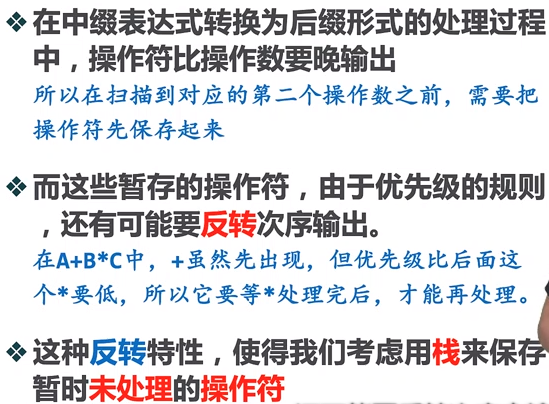 ❖在中缀表达式转换为后缀形式的处理过程
中，操作符比操作数要晚输出
所以在扫描到对应的第二个操作数之前，需要把
操作符先保存起来
❖而这些暂存的操作符，由于优先级的规则
，还有可能要反转次序输出。
在A+B*C中，+虽然先出现，但优先级比后面这
个*要低，所以它要等*处理完后，才能再处理。
❖这种反转特性，使得我们考虑用栈来保存
暂时未处理的操作符